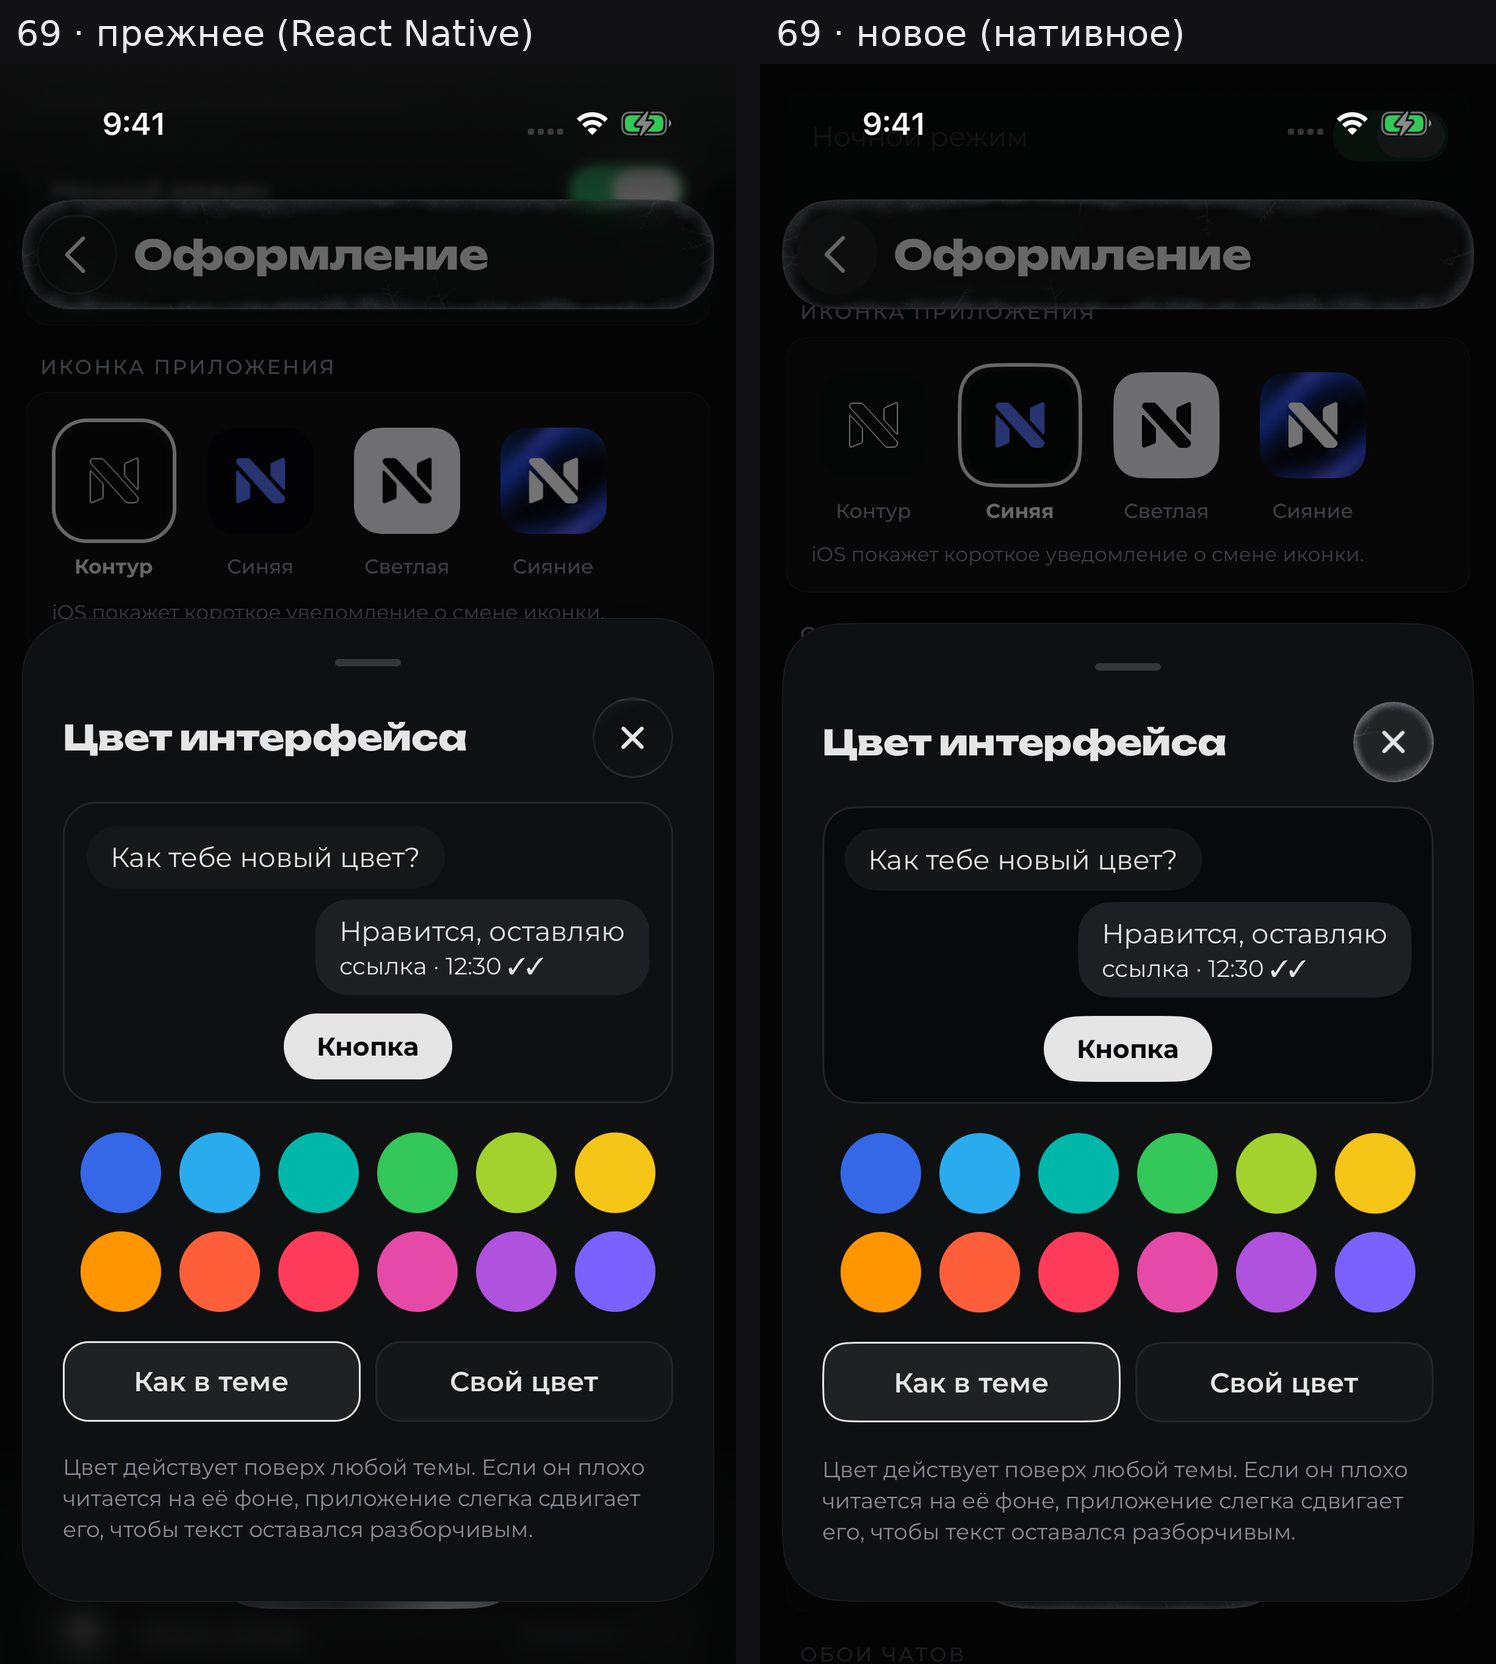 69 · прежнее (React Native)
9:41
Оформление
ИКОНКА ПРИЛОЖЕНИЯ
Контур
Синяя
Светлая
Сияние
iOS покажет короткое уведомление о смене иконки.
Цвет интерфейса
Как тебе новый цвет?
Нравится, оставляю
ссылка · 12:30 ✓✓
Кнопка
Как в теме
Свой цвет
Цвет действует поверх любой темы. Если он плохо
читается на её фоне, приложение слегка сдвигает
его, чтобы текст оставался разборчивым.
69 · новое (нативное)
9:41
Ночной режим
Оформление
ИКОНКА ПРИЛОЖЕНИЯ
Контур
Синяя
Светлая
Сияние
iOS покажет короткое уведомление о смене иконки.
Цвет интерфейса
Как тебе новый цвет?
Нравится, оставляю
ссылка · 12:30 ✓✓
Кнопка
Как в теме
Свой цвет
Цвет действует поверх любой темы. Если он плохо
читается на её фоне, приложение слегка сдвигает
его, чтобы текст оставался разборчивым.
ОБОИ ЧАТОВ